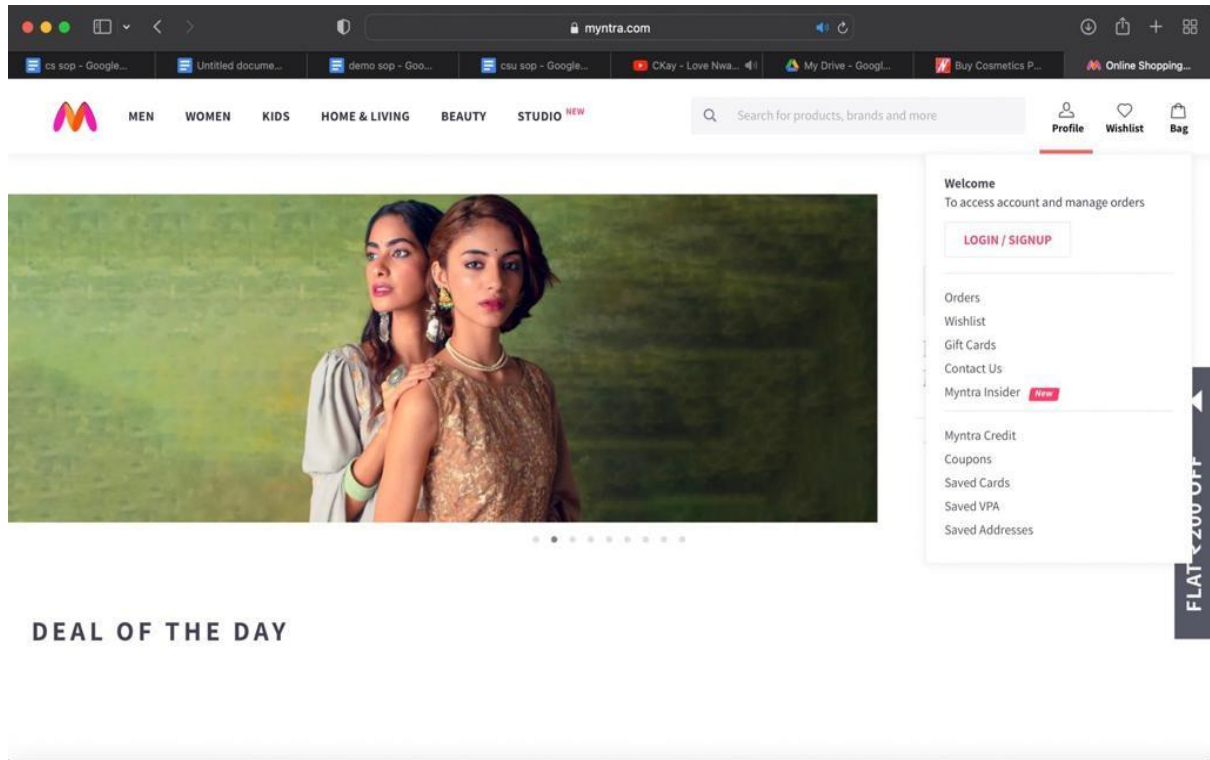 myntra.com
cs sop - Google...
Untitled docume...
demo sop - Goo...
csu sop - Google...
CKay - Love Nwa...
My Drive - Googl...
Buy Cosmetics P...
Online Shopping...
MEN WOMEN KIDS HOME & LIVING BEAUTY STUDIO NEW
Search for products, brands and more
Profile Wishlist Bag
Welcome
To access account and manage orders
LOGIN / SIGNUP
Orders
Wishlist
Gift Cards
Contact Us
Myntra Insider New
Myntra Credit
Coupons
Saved Cards
Saved VPA
Saved Addresses
FLAT ₹200 OFF
DEAL OF THE DAY